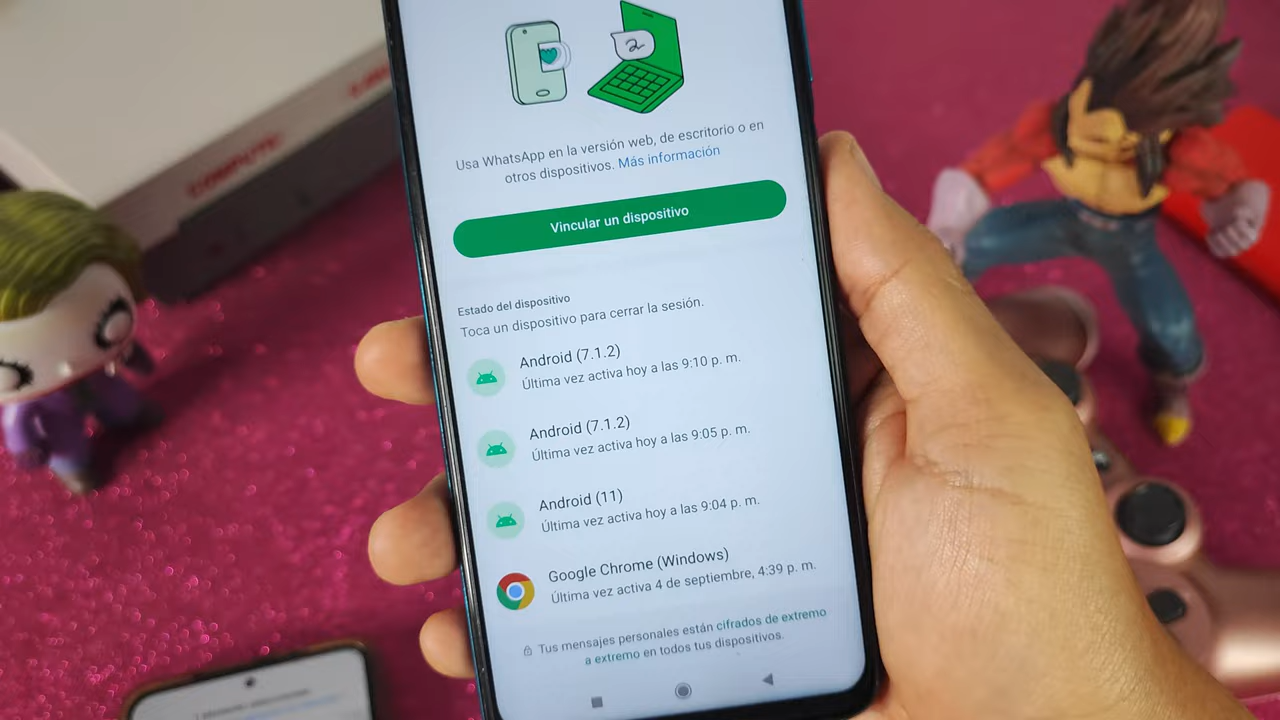 2
Usa WhatsApp en la versión web, de escritorio o en
otros dispositivos. Más información
Vincular un dispositivo
Estado del dispositivo
Toca un dispositivo para cerrar la sesión.
Android (7.1.2)
Última vez activa hoy a las 9:10 p. m.
Android (7.1.2)
Última vez activa hoy a las 9:05 p. m.
Android (11)
Última vez activa hoy a las 9:04 p. m.
Google Chrome (Windows)
Última vez activa 4 de septiembre, 4:39 p. m.
Tus mensajes personales están cifrados de extremo
a extremo en todos tus dispositivos.